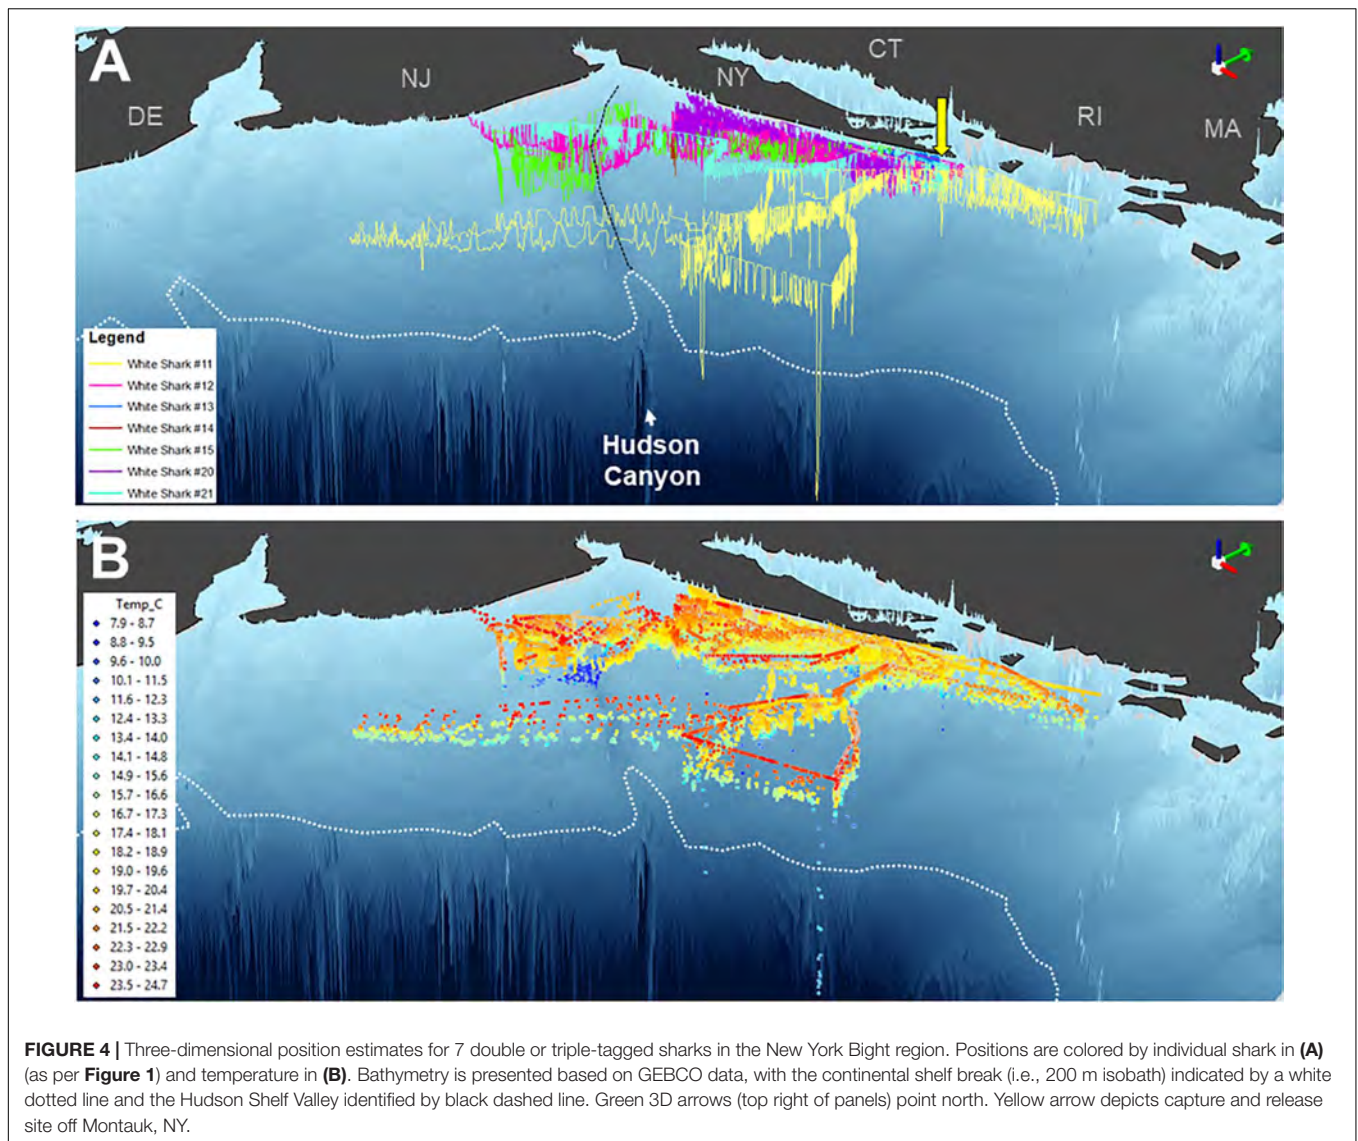 A
DE
NJ
NY
CT
RI
MA
Legend
White Shark #11
White Shark #12
White Shark #13
White Shark #14
White Shark #15
White Shark #20
White Shark #21
Hudson
Canyon
B
Temp_C
7.9 - 8.7
8.8 - 9.5
9.6 - 10.0
10.1 - 11.5
11.6 - 12.3
12.4 - 13.3
13.4 - 14.0
14.1 - 14.8
14.9 - 15.6
15.7 - 16.6
16.7 - 17.3
17.4 - 18.1
18.2 - 18.9
19.0 - 19.6
19.7 - 20.4
20.5 - 21.4
21.5 - 22.2
22.3 - 22.9
23.0 - 23.4
23.5 - 24.7
FIGURE 4 | Three-dimensional position estimates for 7 double or triple-tagged sharks in the New York Bight region. Positions are colored by individual shark in (A)
(as per Figure 1) and temperature in (B). Bathymetry is presented based on GEBCO data, with the continental shelf break (i.e., 200 m isobath) indicated by a white
dotted line and the Hudson Shelf Valley identified by black dashed line. Green 3D arrows (top right of panels) point north. Yellow arrow depicts capture and release
site off Montauk, NY.